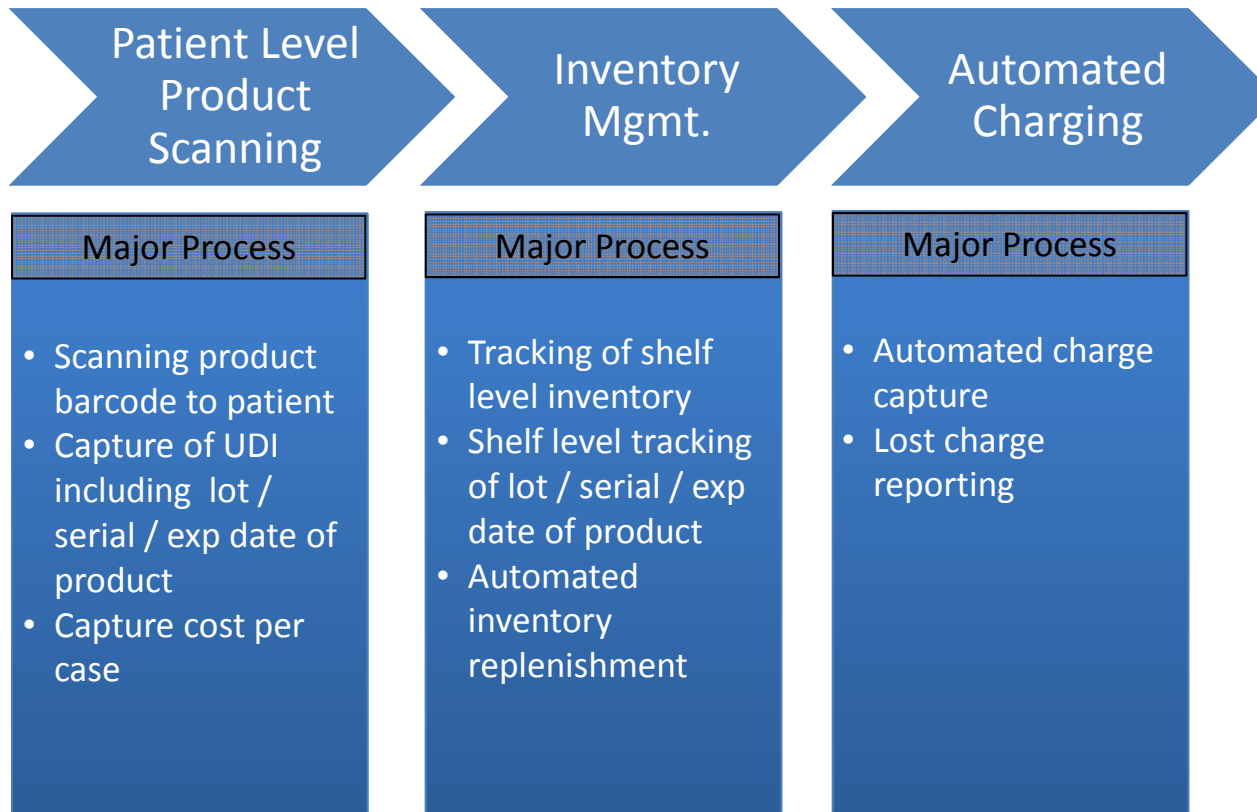 Patient Level
Product
Scanning
Inventory
Mgmt.
Automated
Charging
Major Process
• Scanning product
barcode to patient
• Capture of UDI
including lot /
serial / exp date of
product
• Capture cost per
case
Major Process
• Tracking of shelf
level inventory
• Shelf level tracking
of lot / serial / exp
date of product
• Automated
inventory
replenishment
Major Process
• Automated charge
capture
• Lost charge
reporting